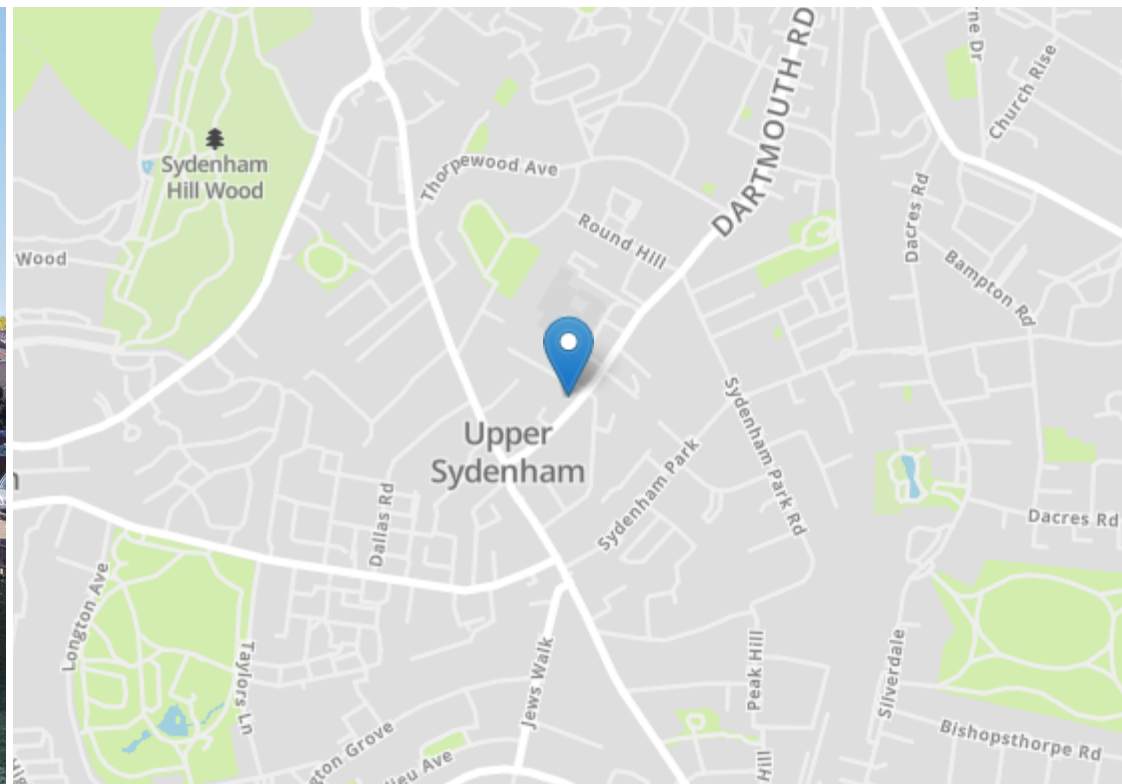 DARTMOUTH RD
Church Rise
Thorpewood Ave
Sydenham
Hill Wood
Round Hill
Dacres Rd
Bampton Rd
Wood
Upper
Sydenham
Sydenham Park Rd
Sydenham Park
Dallas Rd
Dacres Rd
Longton Ave
Taylors Ln
Jews Walk
Peak Hill
Silverdale
Bishopsthorpe Rd
Hill